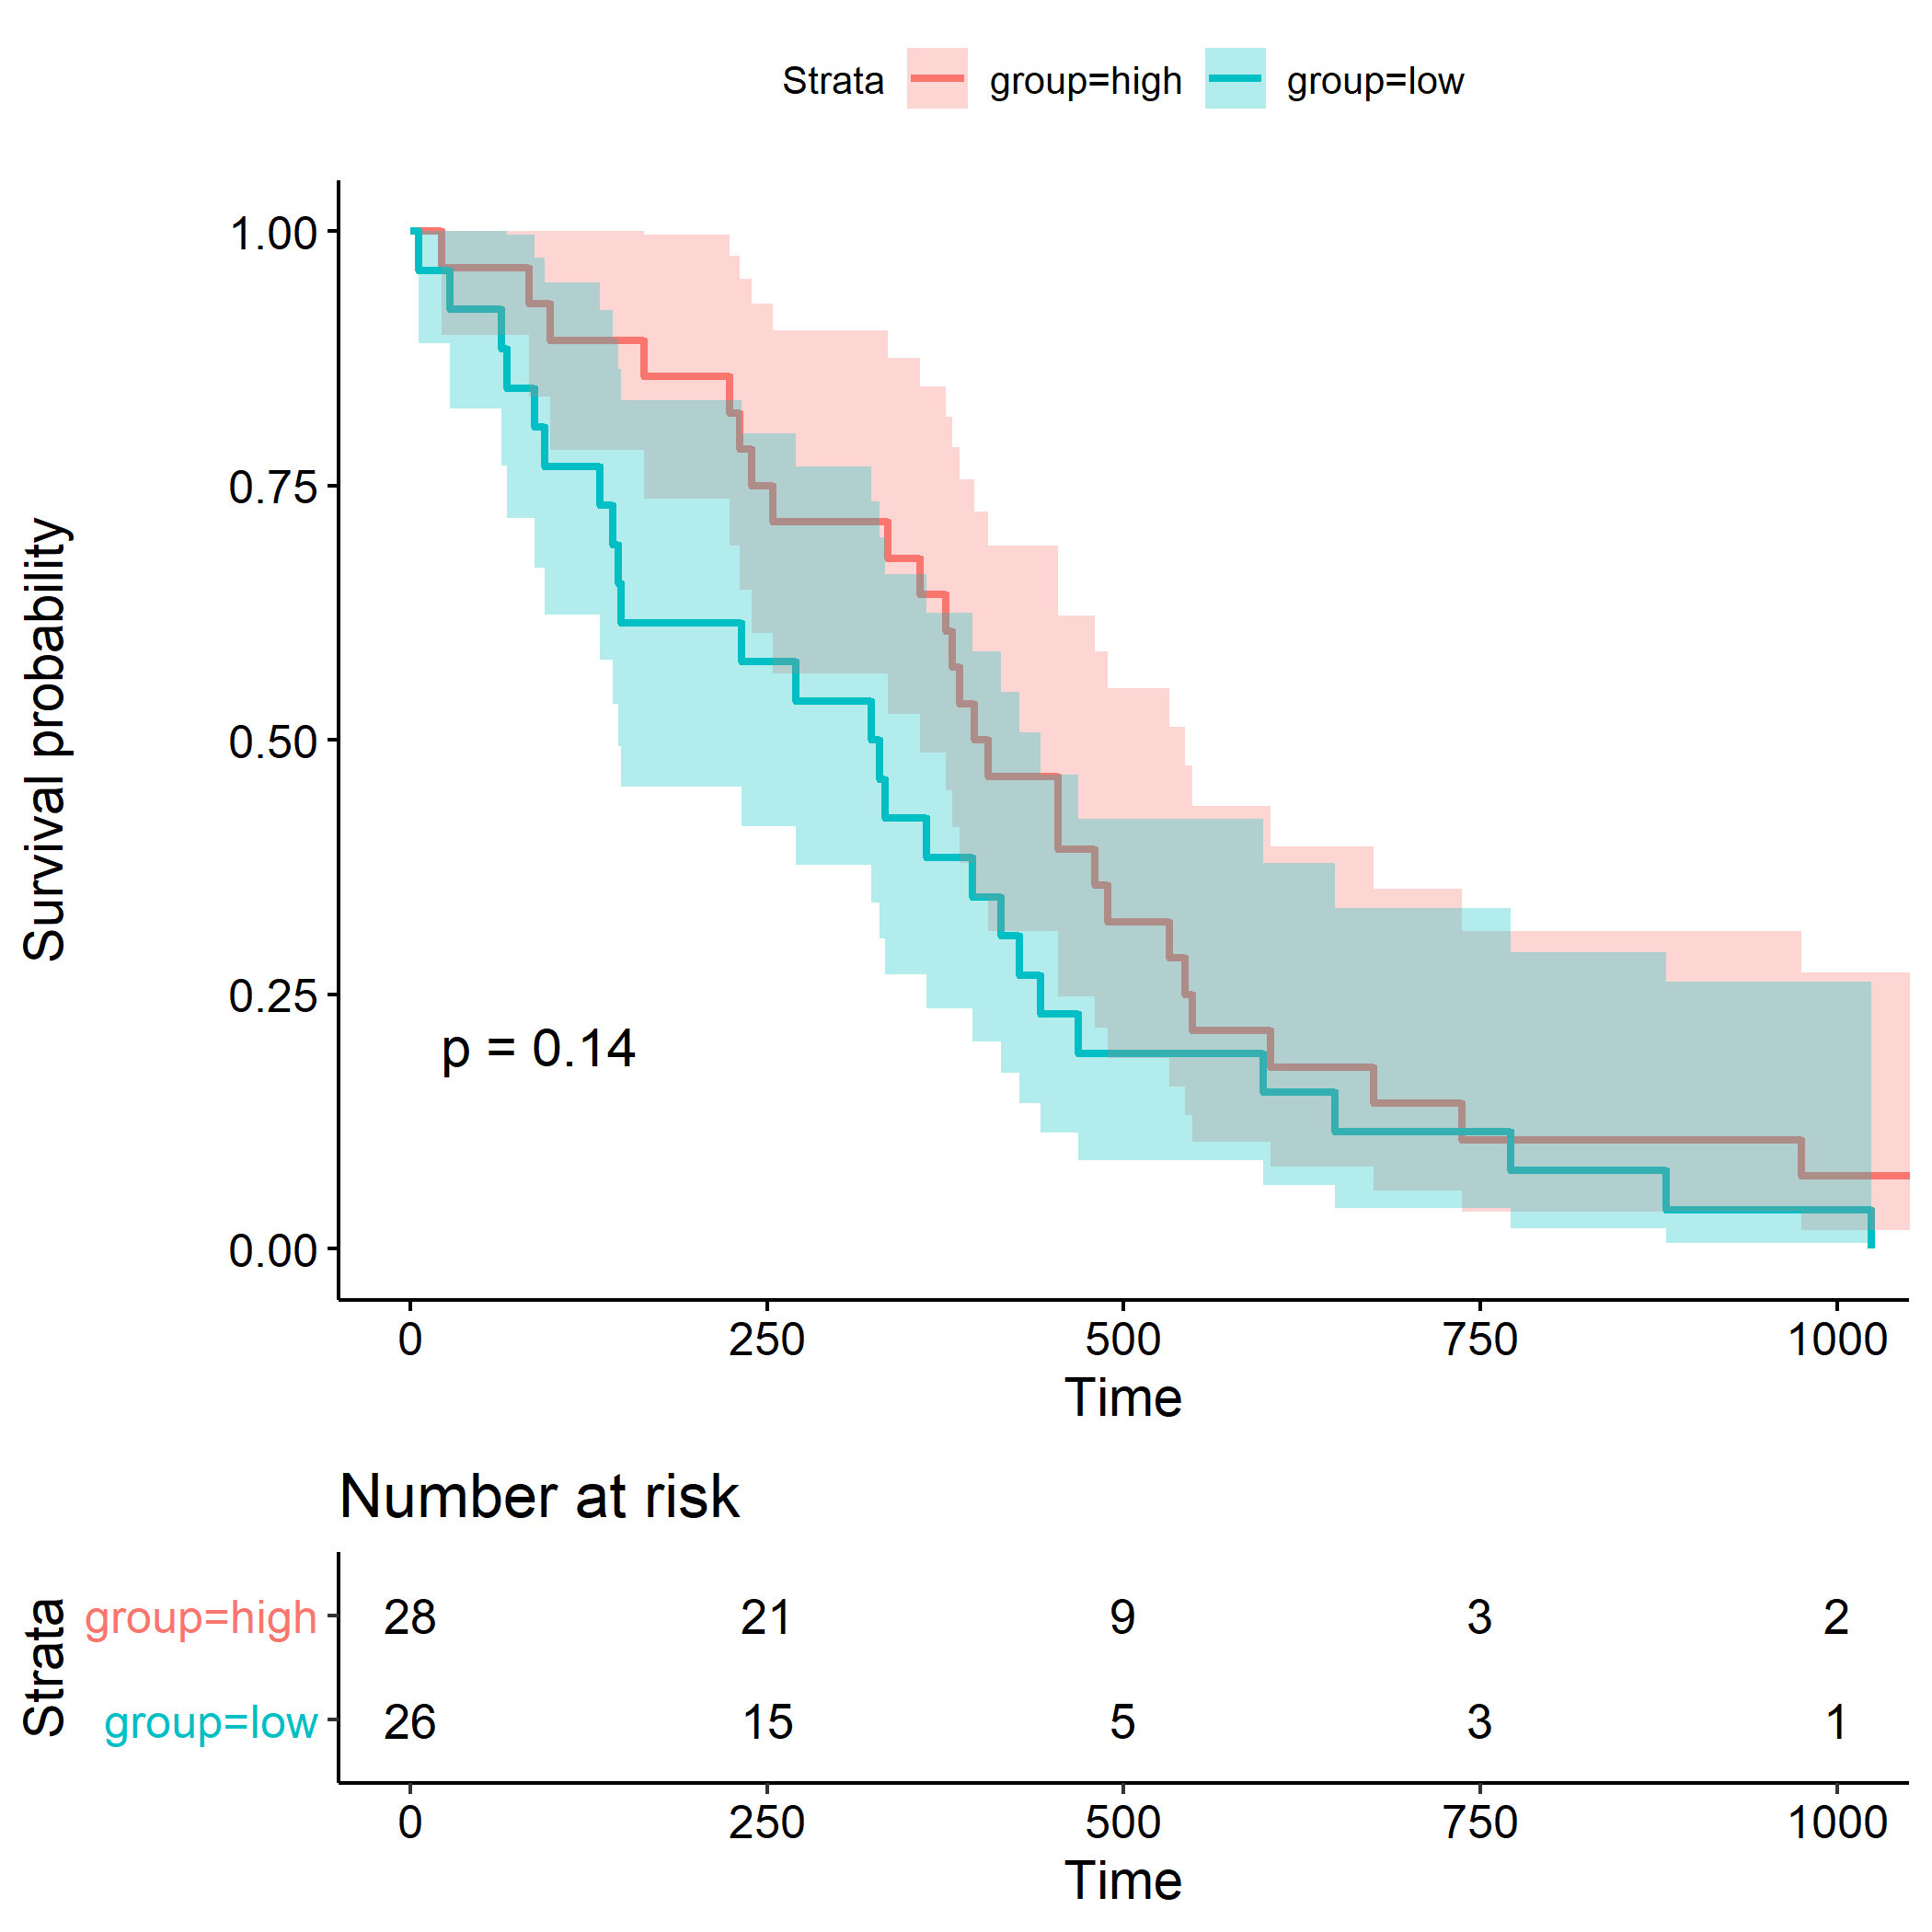 Strata group=high group=low
1.00
0.75
0.50
0.25
0.00
Survival probability
p = 0.14
0 250 500 750 1000
Time
Number at risk
Strata
group=high 28 21 9 3 2
group=low 26 15 5 3 1
0 250 500 750 1000
Time